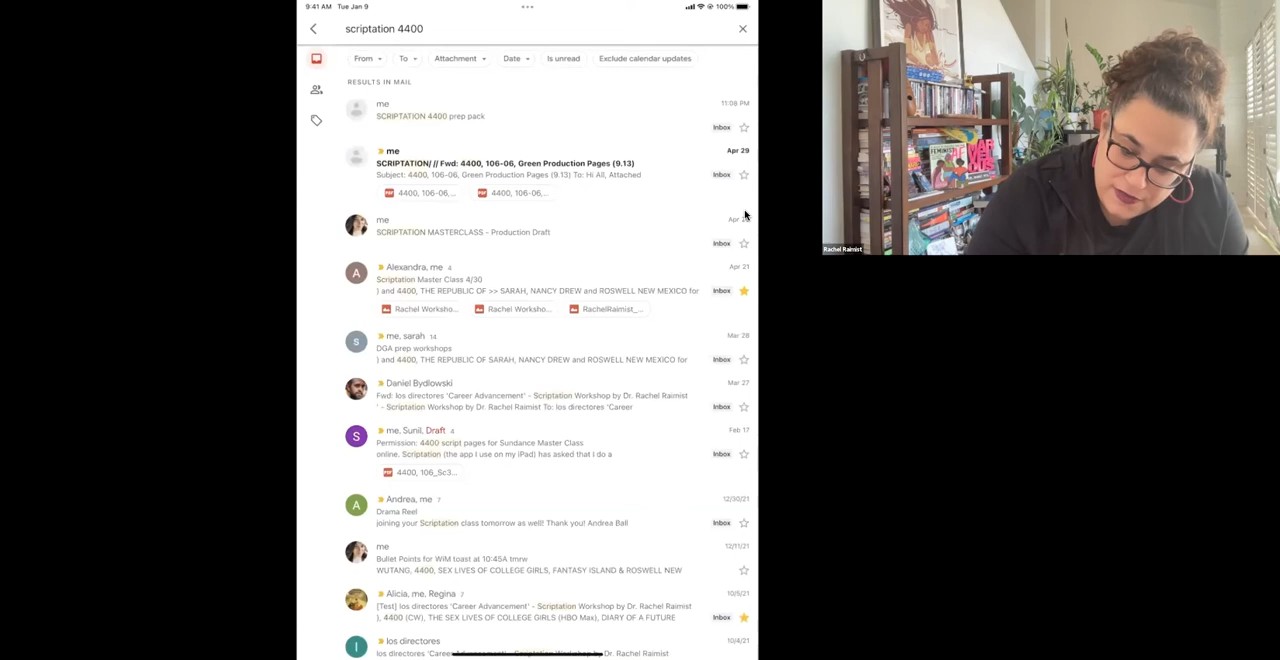 9:41 AM Tue Jan 9
100%
scriptation 4400
From
To
Attachment
Date
Is unread
Exclude calendar updates
RESULTS IN MAIL
me
11:08 PM
SCRIPTATION 4400 prep pack
Inbox
me
Apr 29
SCRIPTATION/ // Fwd: 4400, 106-06, Green Production Pages (9.13)
Subject: 4400, 106-06, Green Production Pages (9.13) To: Hi All, Attached
Inbox
PDF 4400, 106-06,...
PDF 4400, 106-06,...
me
Apr
SCRIPTATION MASTERCLASS - Production Draft
Inbox
A
Alexandra, me 4
Apr 21
Scriptation Master Class 4/30
) and 4400, THE REPUBLIC OF >> SARAH, NANCY DREW and ROSWELL NEW MEXICO for
Inbox
Rachel Worksho...
Rachel Worksho...
RachelRaimist_...
s
me, sarah 14
Mar 28
DGA prep workshops
) and 4400, THE REPUBLIC OF SARAH, NANCY DREW and ROSWELL NEW MEXICO for
Inbox
Daniel Bydlowski
Mar 27
Fwd: los directores 'Career Advancement' - Scriptation Workshop by Dr. Rachel Raimist
' - Scriptation Workshop by Dr. Rachel Raimist To: los directores 'Career
Inbox
S
me, Sunil, Draft 4
Feb 17
Permission: 4400 script pages for Sundance Master Class
online. Scriptation (the app I use on my iPad) has asked that I do a
Inbox
PDF 4400, 106_Sc3...
A
Andrea, me 7
12/30/21
Drama Reel
joining your Scriptation class tomorrow as well! Thank you! Andrea Ball
Inbox
me
12/11/21
Bullet Points for WIM toast at 10:45A tmrw
WUTANG, 4400, SEX LIVES OF COLLEGE GIRLS, FANTASY ISLAND & ROSWELL NEW
Alicia, me, Regina 7
10/5/21
[Test] los directores 'Career Advancement' - Scriptation Workshop by Dr. Rachel Raimist
), 4400 (CW), THE SEX LIVES OF COLLEGE GIRLS (HBO Max), DIARY OF A FUTURE
Inbox
l
los directores
10/4/21
los directores 'Career Advancement' - Scriptation Workshop by Dr. Rachel Raimist
FEMINIST
Rachel Raimist